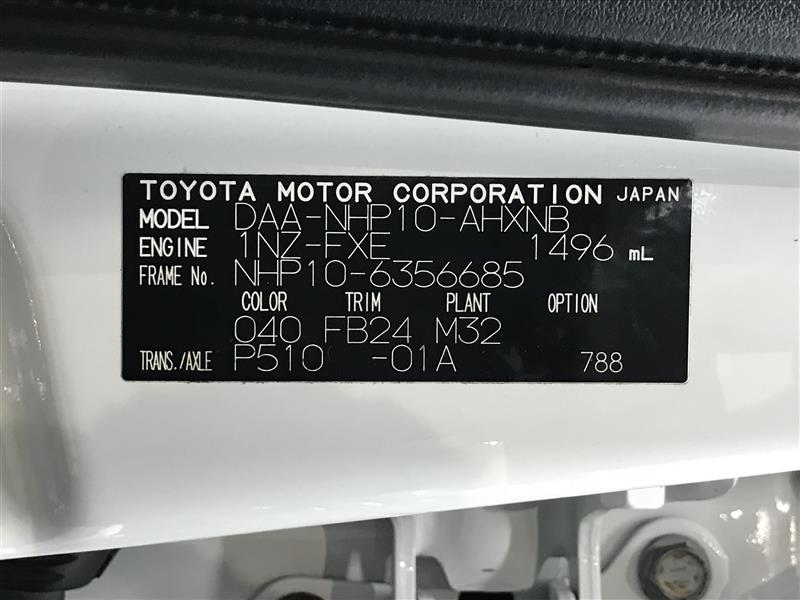 TOYOTA MOTOR CORPORATION JAPAN
MODEL DAA-NHP10-AHXNB
ENGINE 1NZ-FXE 1496 mL
FRAME No. NHP10-6356685
COLOR TRIM PLANT OPTION
040 FB24 M32
TRANS./AXLE P510 -01A 788